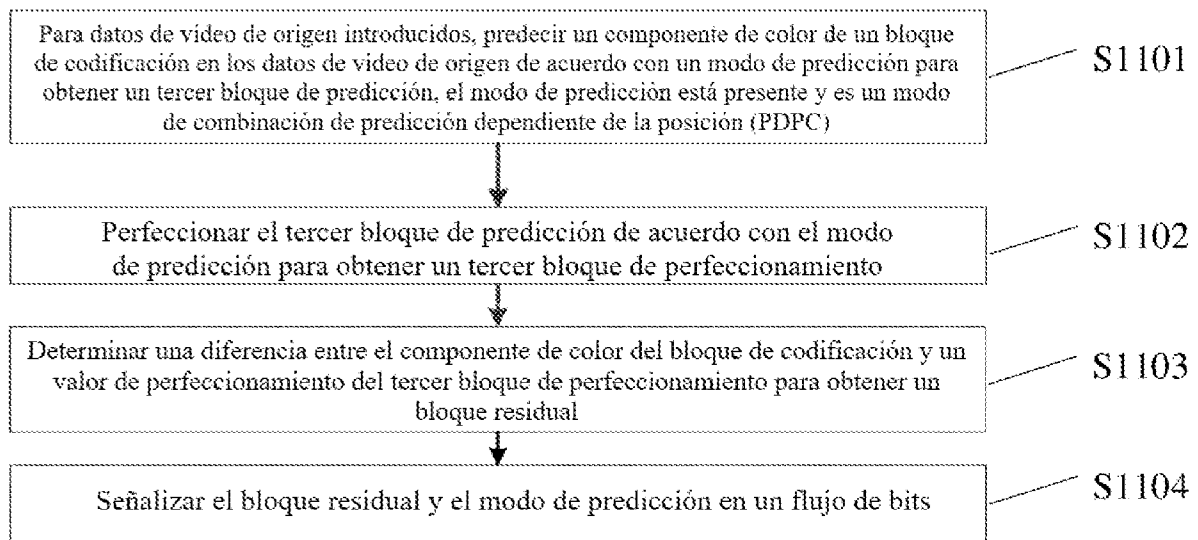 Para datos de vídeo de origen introducidos, predecir un componente de color de un bloque
de codificación en los datos de vídeo de origen de acuerdo con un modo de predicción para
obtener un tercer bloque de predicción, el modo de predicción está presente y es un modo
de combinación de predicción dependiente de la posición (PDPC)
S1101
Perfeccionar el tercer bloque de predicción de acuerdo con el modo
de predicción para obtener un tercer bloque de perfeccionamiento
S1102
Determinar una diferencia entre el componente de color del bloque de codificación y un
valor de perfeccionamiento del tercer bloque de perfeccionamiento para obtener un
bloque residual
S1103
Señalizar el bloque residual y el modo de predicción en un flujo de bits
S1104